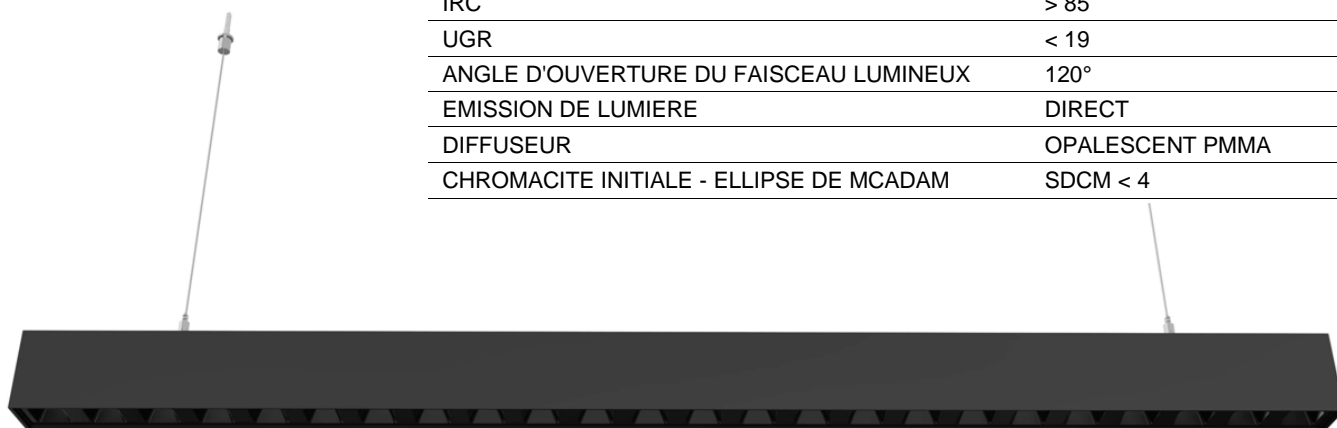 IRC > 85
UGR < 19
ANGLE D'OUVERTURE DU FAISCEAU LUMINEUX 120°
EMISSION DE LUMIERE DIRECT
DIFFUSEUR OPALESCENT PMMA
CHROMACITE INITIALE - ELLIPSE DE MCADAM SDCM < 4